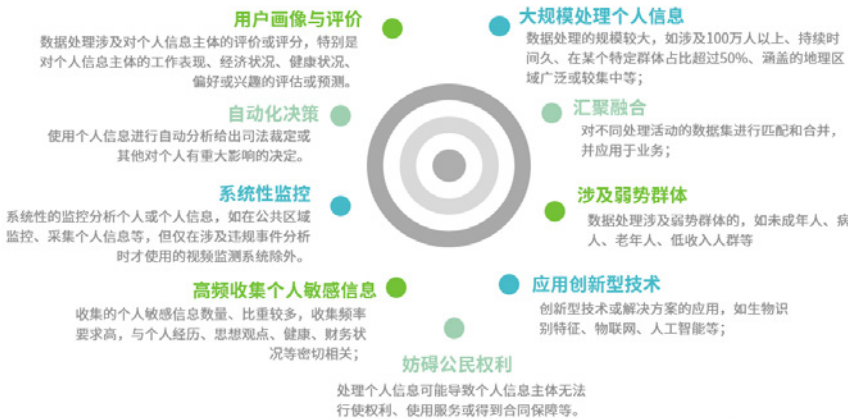 用户画像与评价
数据处理涉及对个人信息主体的评价或评分，特别是
对个人信息主体的工作表现、经济状况、健康状况、
偏好或兴趣的评估或预测。
自动化决策
使用个人信息进行自动分析给出司法裁定或
其他对个人有重大影响的决定。
系统性监控
系统性的监控分析个人或个人信息，如在公共区域
监控、采集个人信息等，但仅在涉及违规事件分析
时才使用的视频监测系统除外。
高频收集个人敏感信息
收集的个人敏感信息数量、比重较多，收集频率
要求高，与个人经历、思想观点、健康、财务状
况等密切相关；
大规模处理个人信息
数据处理的规模较大，如涉及100万人以上、持续时
间久、在某个特定群体占比超过50%、涵盖的地理区
域广泛或较集中等；
汇聚融合
对不同处理活动的数据集进行匹配和合并，
并应用于业务；
涉及弱势群体
数据处理涉及弱势群体的，如未成年人、病
人、老年人、低收入人群等
应用创新型技术
创新型技术或解决方案的应用，如生物识
别特征、物联网、人工智能等；
妨碍公民权利
处理个人信息可能导致个人信息主体无法
行使权利、使用服务或得到合同保障等。